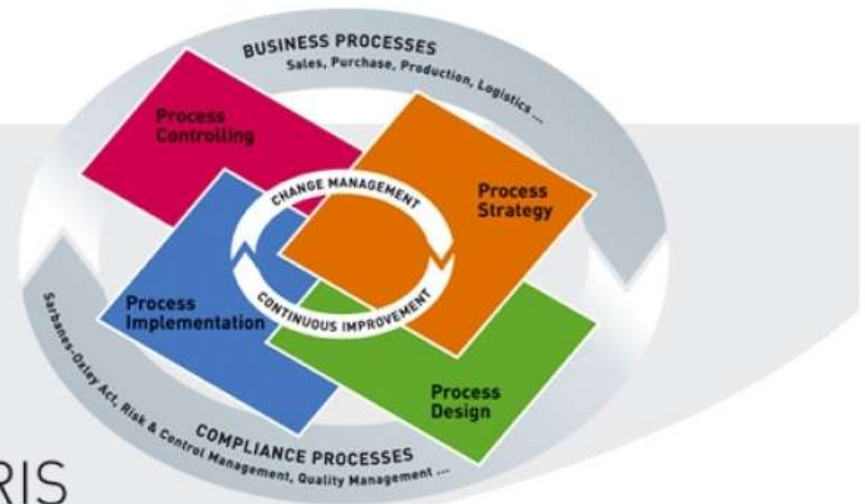 BUSINESS PROCESSES
Sales, Purchase, Production, Logistics ...
Process
Controlling
CHANGE MANAGEMENT
Process
Strategy
Process
Implementation
CONTINUOUS IMPROVEMENT
Process
Design
COMPLIANCE PROCESSES
Sarbanes-Oxley Act, Risk & Control Management, Quality Management ...
RIS